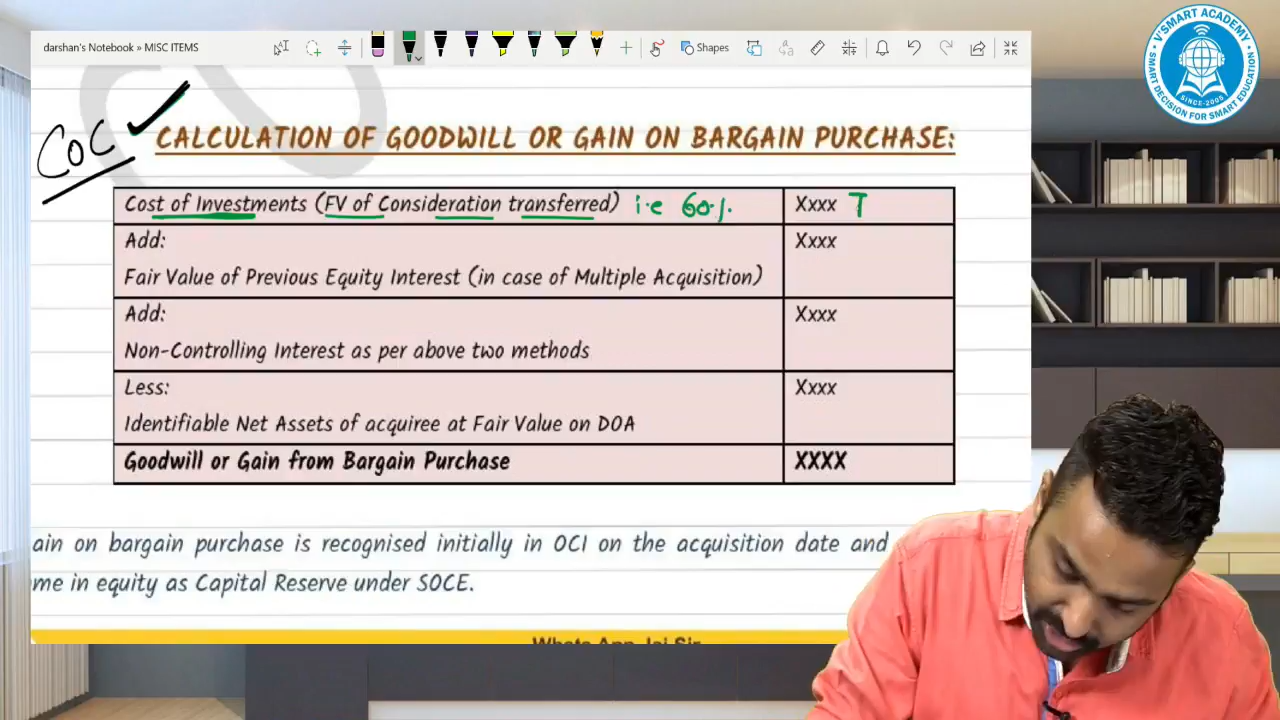 darshan's Notebook » MISC ITEMS
Shapes
V'SMART ACADEMY
SMART DECISION FOR SMART EDUCATION
SINCE-2005
CoC
CALCULATION OF GOODWILL OR GAIN ON BARGAIN PURCHASE:
Cost of Investments (FV of Consideration transferred) i.e 60% Xxxx T
Add: Xxxx
Fair Value of Previous Equity Interest (in case of Multiple Acquisition)
Add: Xxxx
Non-Controlling Interest as per above two methods
Less: Xxxx
Identifiable Net Assets of acquiree at Fair Value on DOA
Goodwill or Gain from Bargain Purchase XXXX
ain on bargain purchase is recognised initially in OCI on the acquisition date and
me in equity as Capital Reserve under SOCE.
Whats App Jai Sir